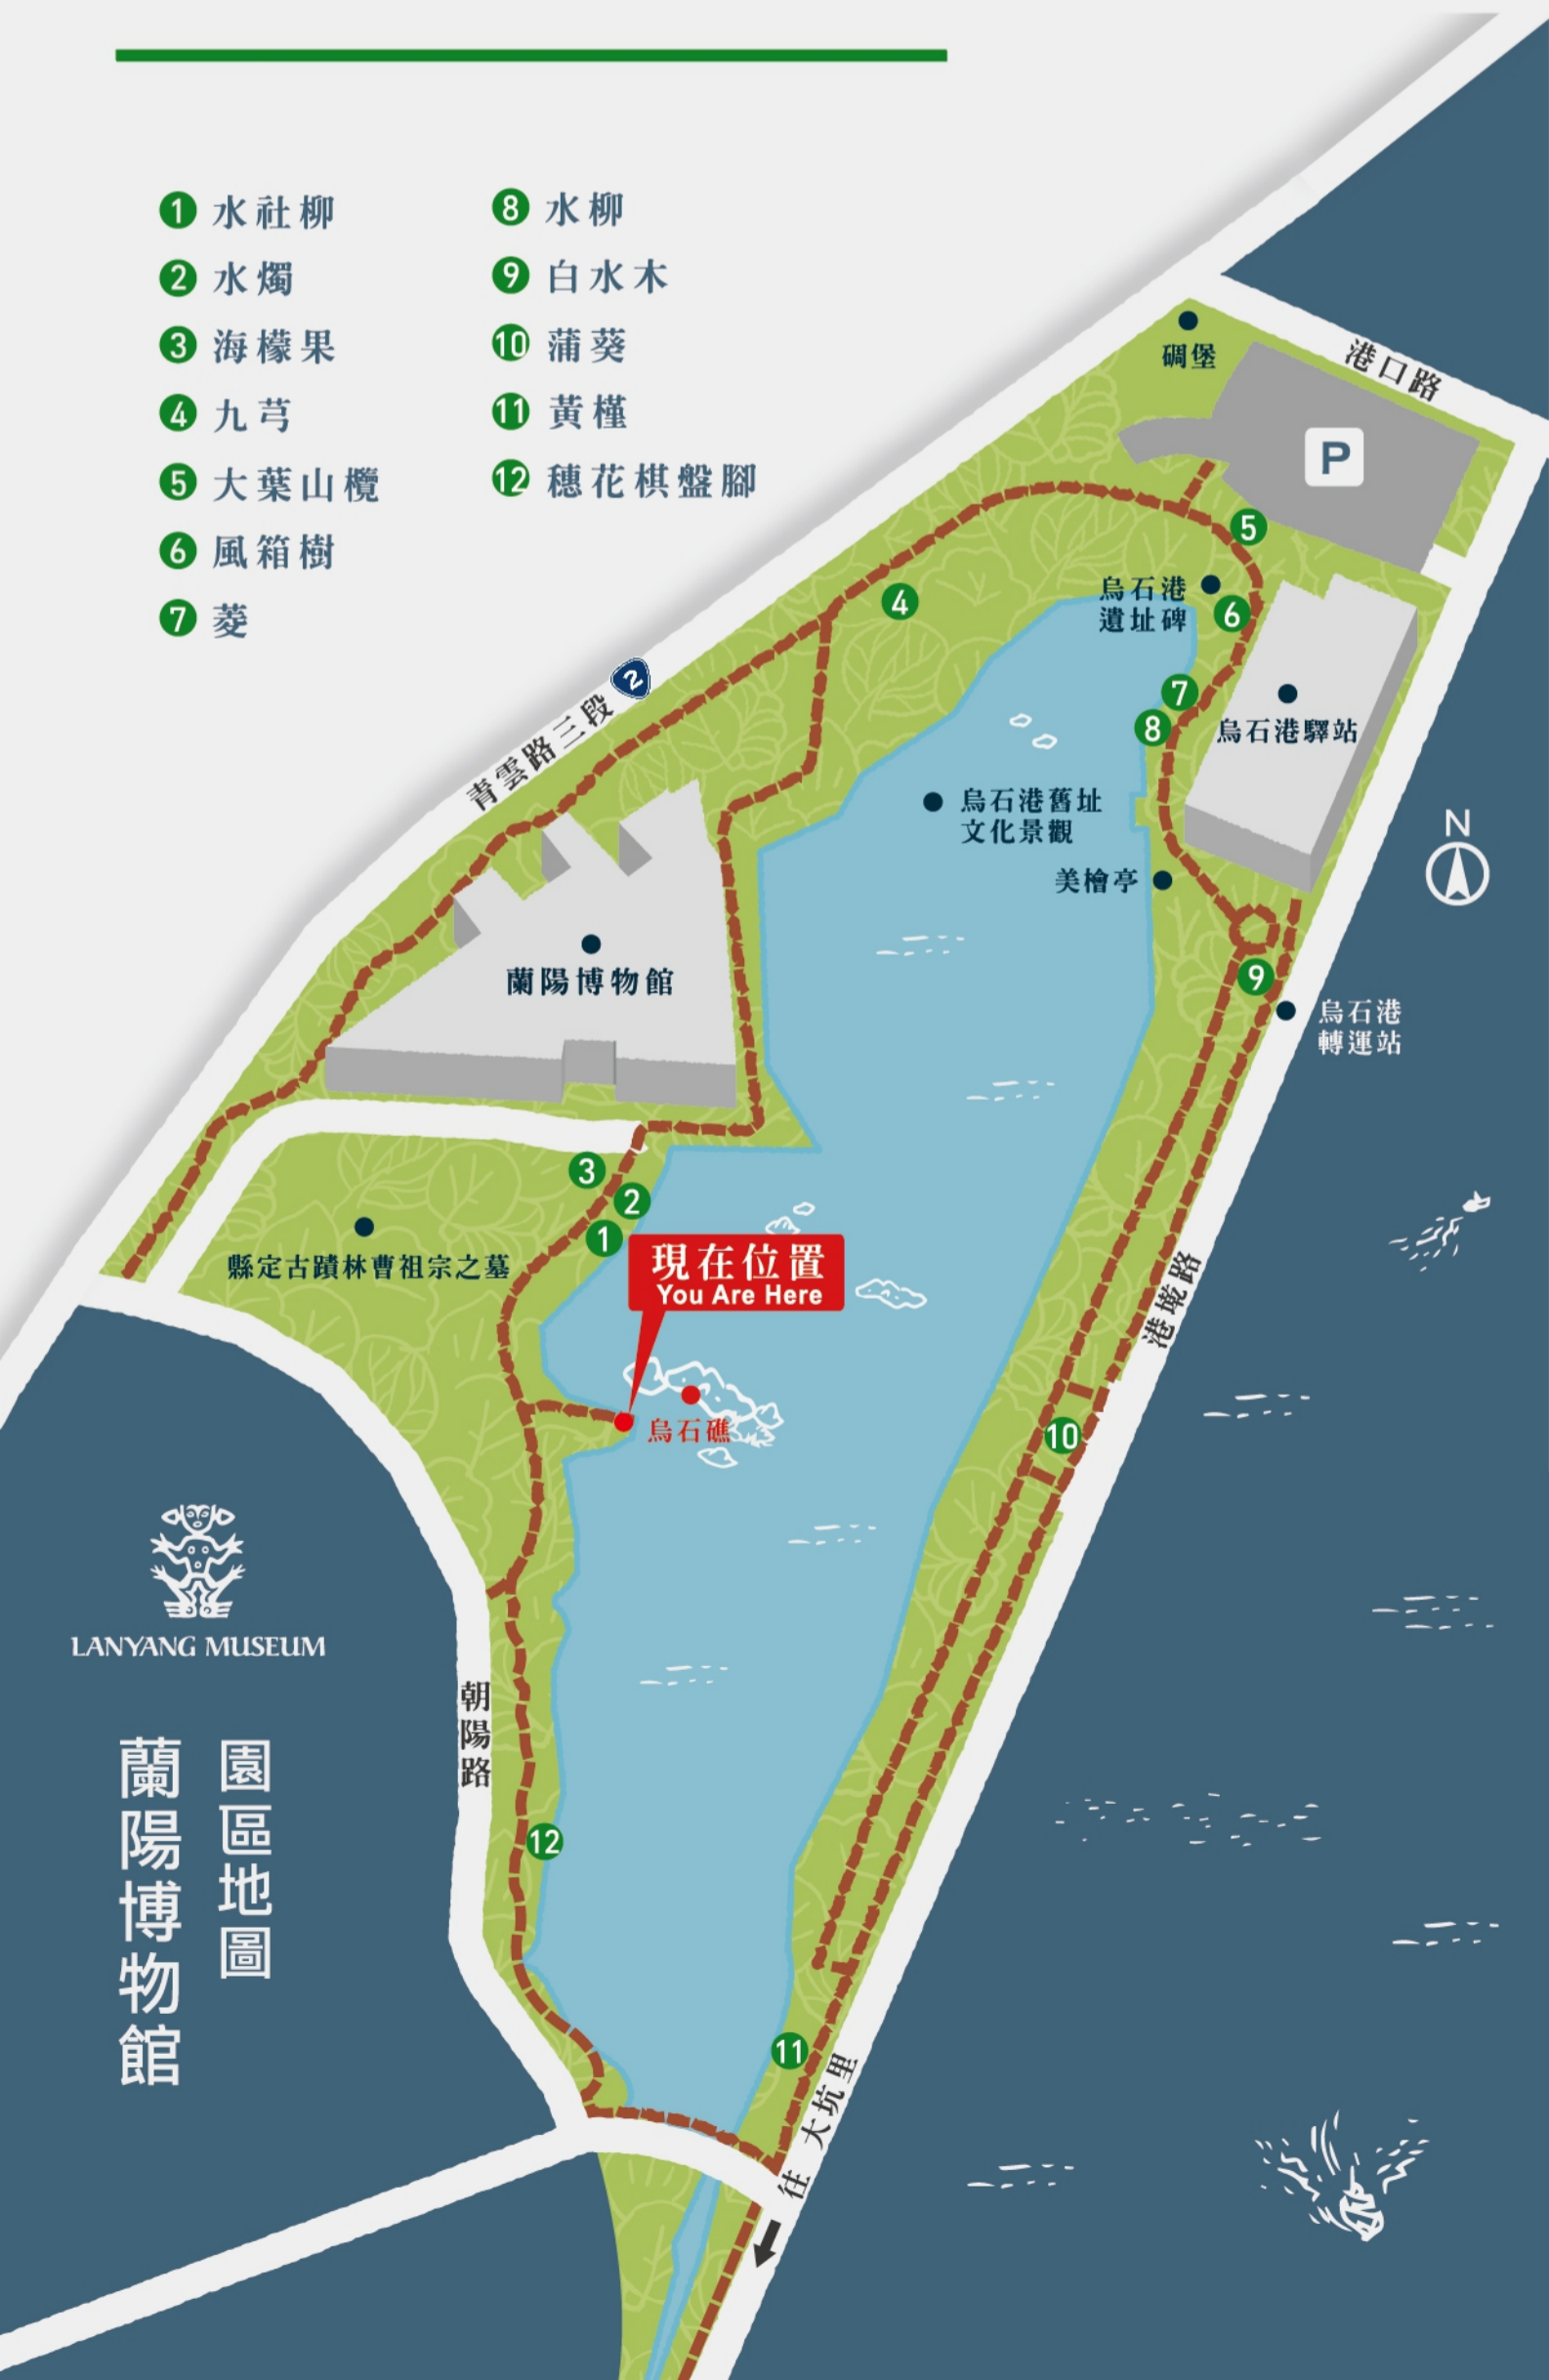 1 水社柳
2 水燭
3 海檬果
4 九芎
5 大葉山欖
6 風箱樹
7 菱
8 水柳
9 白水木
10 蒲葵
11 黃槿
12 穗花棋盤腳
碉堡
港口路
P
5
4
烏石港
遺址碑
6
2
青雲路三段
7
8
烏石港驛站
烏石港舊址
文化景觀
美檜亭
N
蘭陽博物館
9
烏石港
轉運站
3
2
1
縣定古蹟林曹祖宗之墓
現在位置
You Are Here
港墘路
烏石礁
10
LANYANG MUSEUM
朝陽路
蘭陽博物館
園區地圖
12
11
往 大坑里